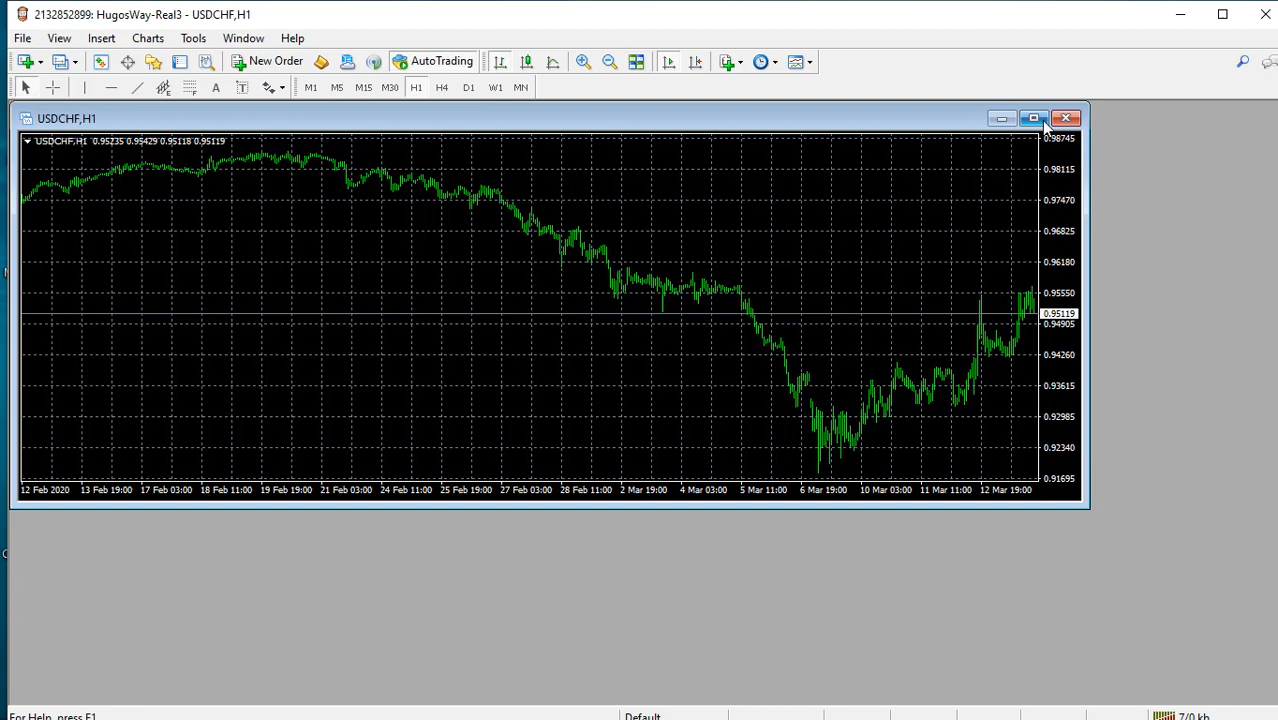 2132852899: HugosWay-Real3 - USDCHF,H1
File View Insert Charts Tools Window Help
New Order AutoTrading
A T M1 M5 M15 M30 H1 H4 D1 W1 MN
USDCHF,H1
USDCHF,H1 0.95235 0.95429 0.95118 0.95119
0.98745
0.98115
0.97470
0.96825
0.96180
0.95550
0.95119
0.94905
0.94260
0.93615
0.92985
0.92340
0.91695
12 Feb 2020 13 Feb 19:00 17 Feb 03:00 18 Feb 11:00 19 Feb 19:00 21 Feb 03:00 24 Feb 11:00 25 Feb 19:00 27 Feb 03:00 28 Feb 11:00 2 Mar 19:00 4 Mar 03:00 5 Mar 11:00 6 Mar 19:00 10 Mar 03:00 11 Mar 11:00 12 Mar 19:00
For Help, press F1 Default 7/0 kb